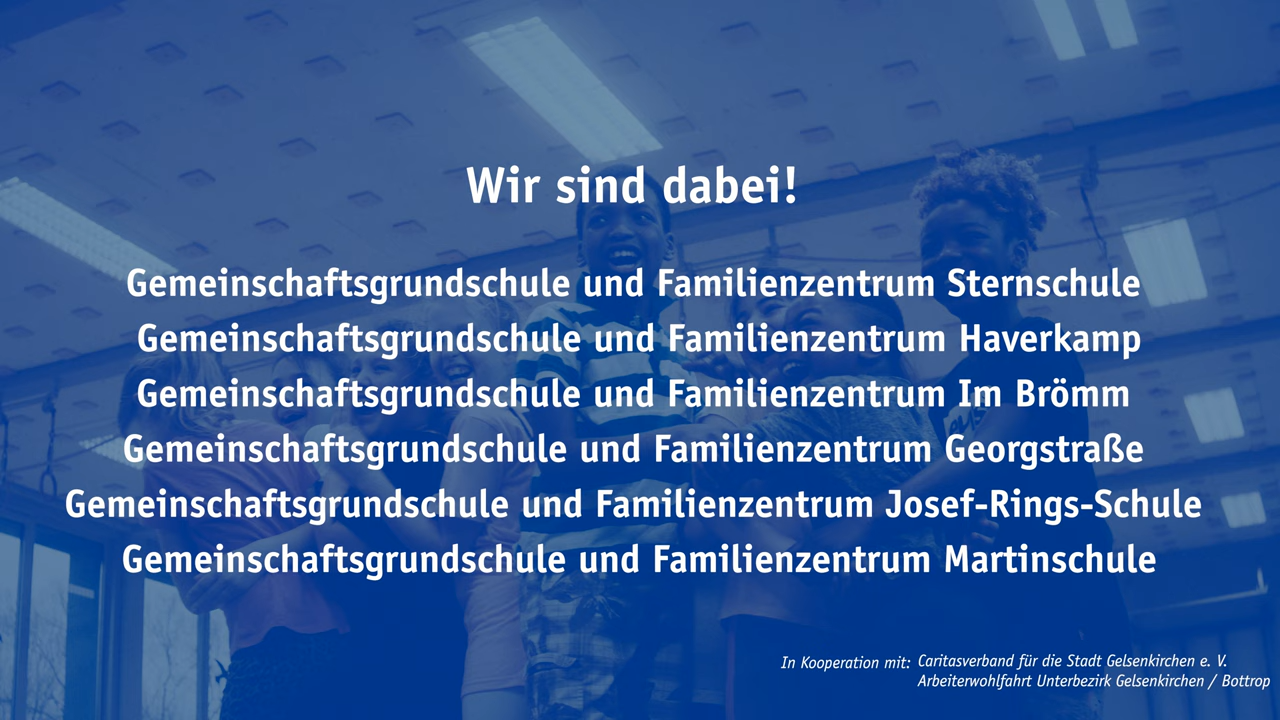 Wir sind dabei!
Gemeinschaftsgrundschule und Familienzentrum Sternschule
Gemeinschaftsgrundschule und Familienzentrum Haverkamp
Gemeinschaftsgrundschule und Familienzentrum Im Brömm
Gemeinschaftsgrundschule und Familienzentrum Georgstraße
Gemeinschaftsgrundschule und Familienzentrum Josef-Rings-Schule
Gemeinschaftsgrundschule und Familienzentrum Martinschule
In Kooperation mit: Caritasverband für die Stadt Gelsenkirchen e. V.
Arbeiterwohlfahrt Unterbezirk Gelsenkirchen / Bottrop